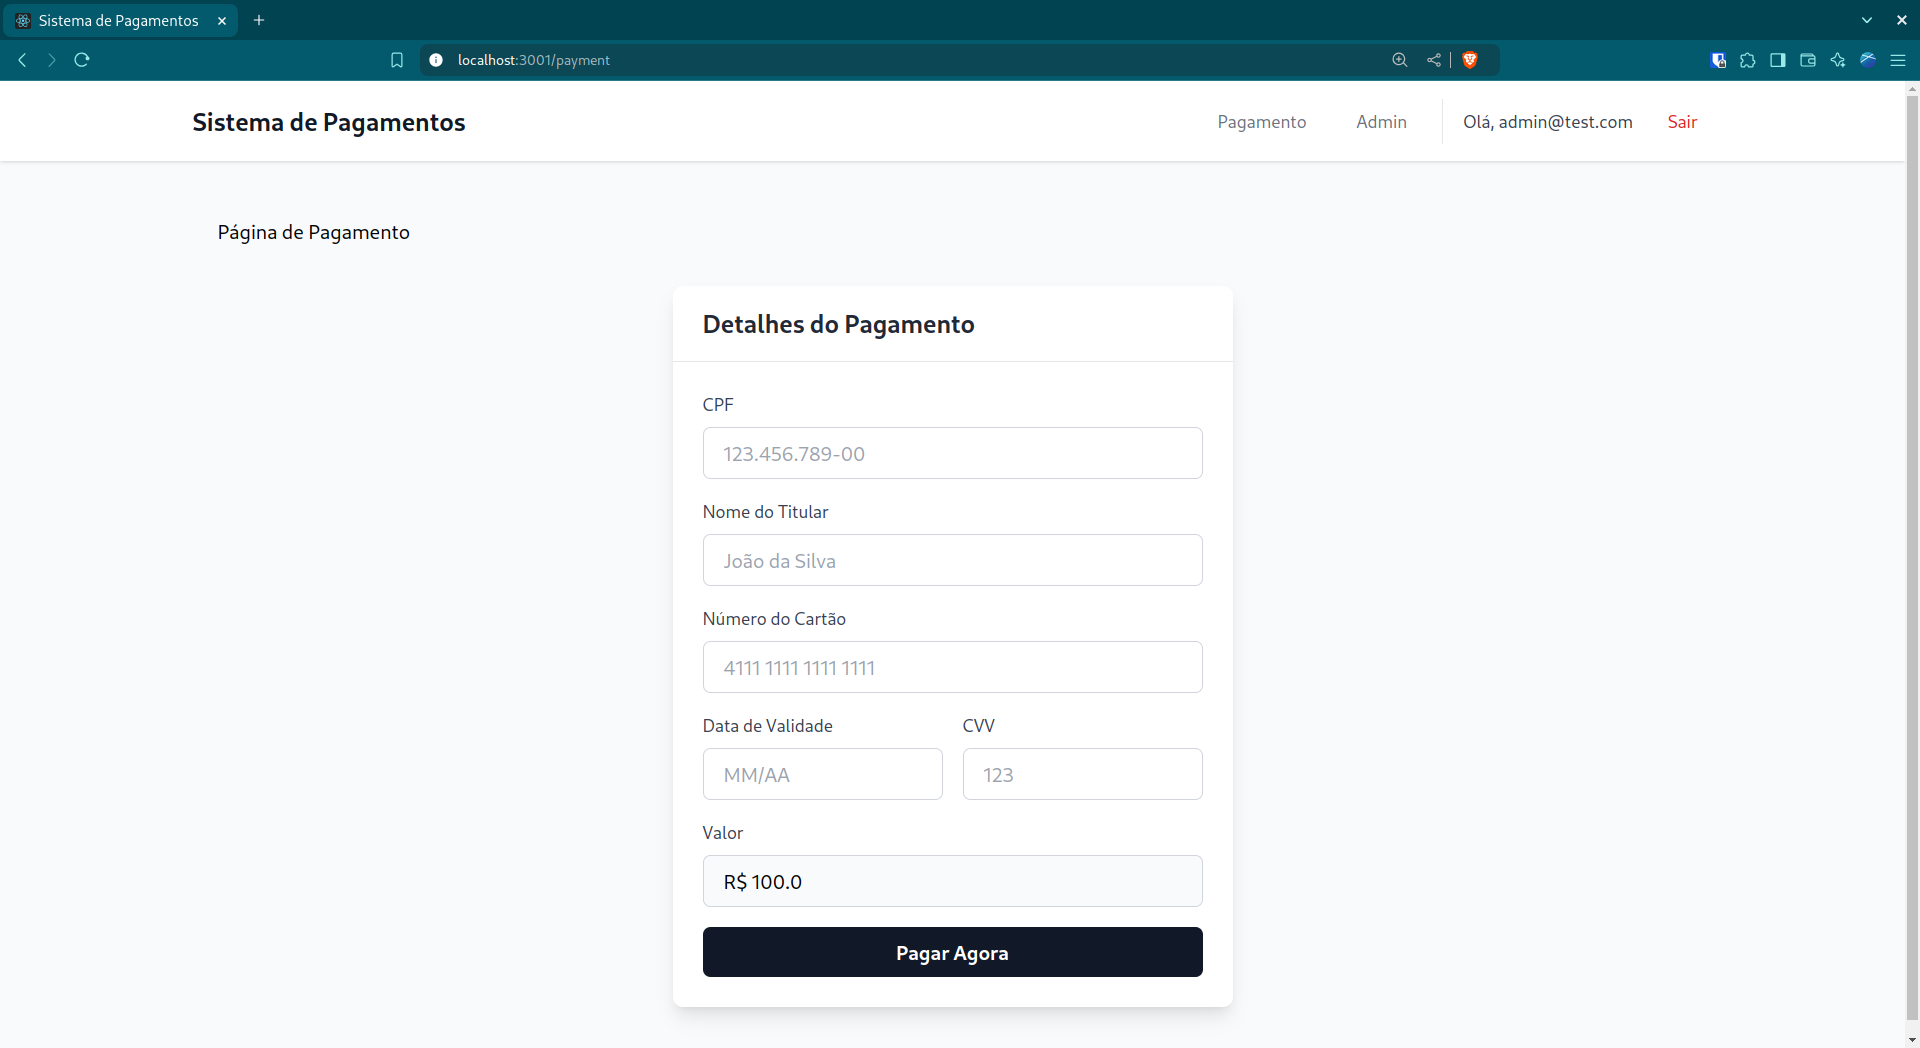 Sistema de Pagamentos
localhost:3001/payment
Sistema de Pagamentos
Pagamento
Admin
Olá, admin@test.com
Sair
Página de Pagamento
Detalhes do Pagamento
CPF
123.456.789-00
Nome do Titular
João da Silva
Número do Cartão
4111 1111 1111 1111
Data de Validade
CVV
MM/AA
123
Valor
R$ 100.0
Pagar Agora